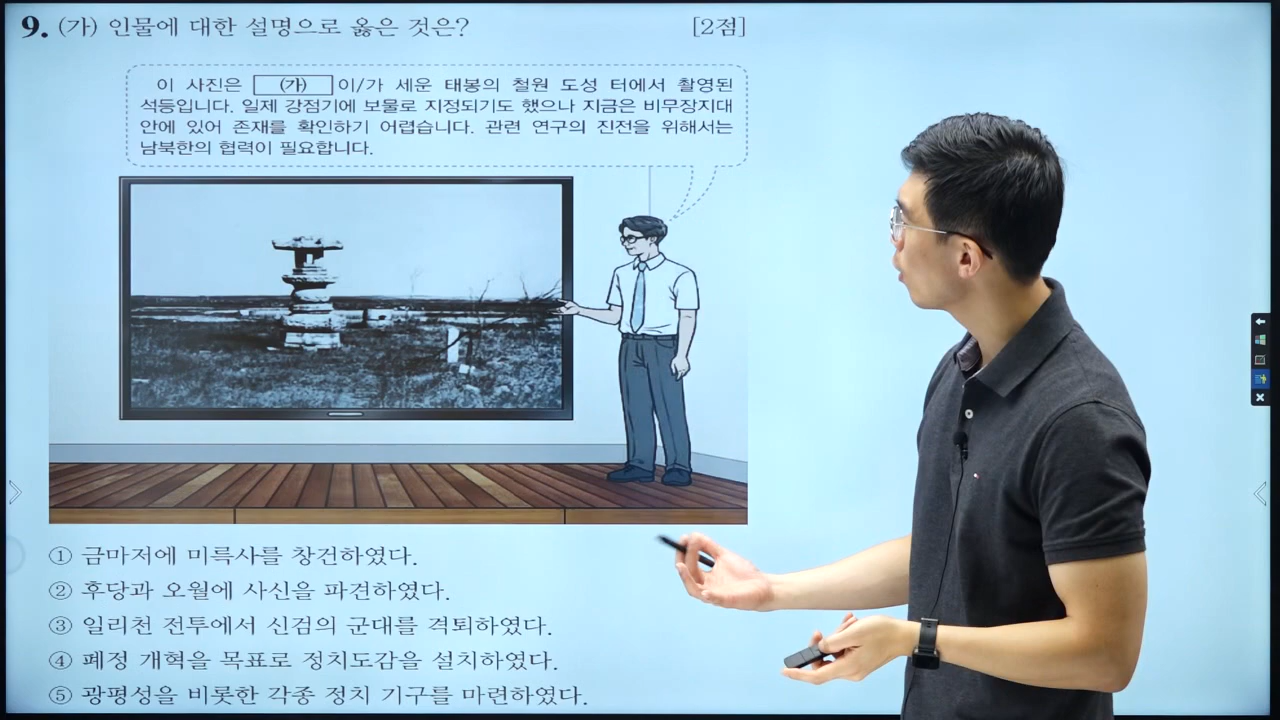 9. (가) 인물에 대한 설명으로 옳은 것은? [2점]
이 사진은 (가) 이/가 세운 태봉의 철원 도성 터에서 촬영된
석등입니다. 일제 강점기에 보물로 지정되기도 했으나 지금은 비무장지대
안에 있어 존재를 확인하기 어렵습니다. 관련 연구의 진전을 위해서는
남북한의 협력이 필요합니다.
① 금마저에 미륵사를 창건하였다.
② 후당과 오월에 사신을 파견하였다.
③ 일리천 전투에서 신검의 군대를 격퇴하였다.
④ 폐정 개혁을 목표로 정치도감을 설치하였다.
⑤ 광평성을 비롯한 각종 정치 기구를 마련하였다.